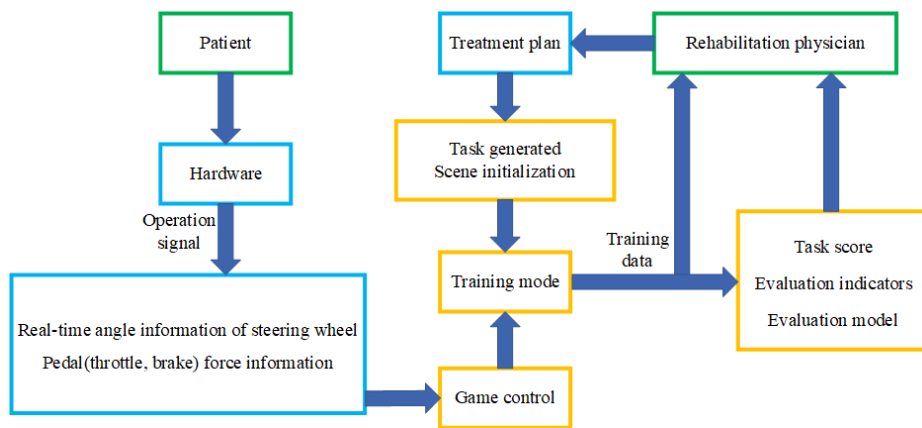 Patient
Hardware
Operation
signal
Real-time angle information of steering wheel
Pedal(throttle, brake) force information
Treatment plan
Rehabilitation physician
Task generated
Scene initialization
Training mode
Training
data
Game control
Task score
Evaluation indicators
Evaluation model